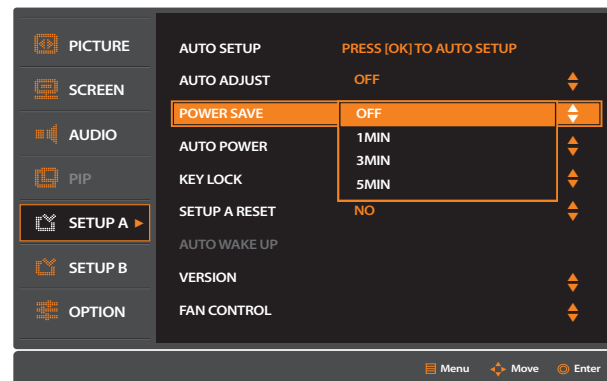 PICTURE
SCREEN
AUDIO
PIP
SETUP A
SETUP B
OPTION
AUTO SETUP PRESS [OK] TO AUTO SETUP
AUTO ADJUST OFF
POWER SAVE OFF
1MIN
AUTO POWER
3MIN
KEY LOCK 5MIN
SETUP A RESET NO
AUTO WAKE UP
VERSION
FAN CONTROL
Menu Move Enter